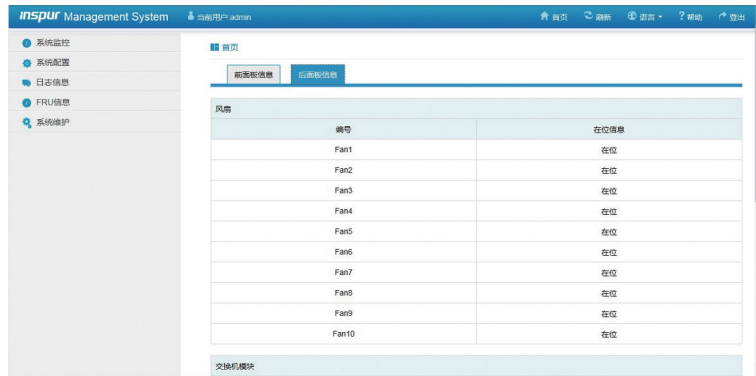 inspur Management System 当前用户:admin 首页 刷新 语言 ?帮助 登出
系统监控
系统配置
日志信息
FRU信息
系统维护
首页
前面板信息 后面板信息
风扇
编号 在位信息
Fan1 在位
Fan2 在位
Fan3 在位
Fan4 在位
Fan5 在位
Fan6 在位
Fan7 在位
Fan8 在位
Fan9 在位
Fan10 在位
交换机模块